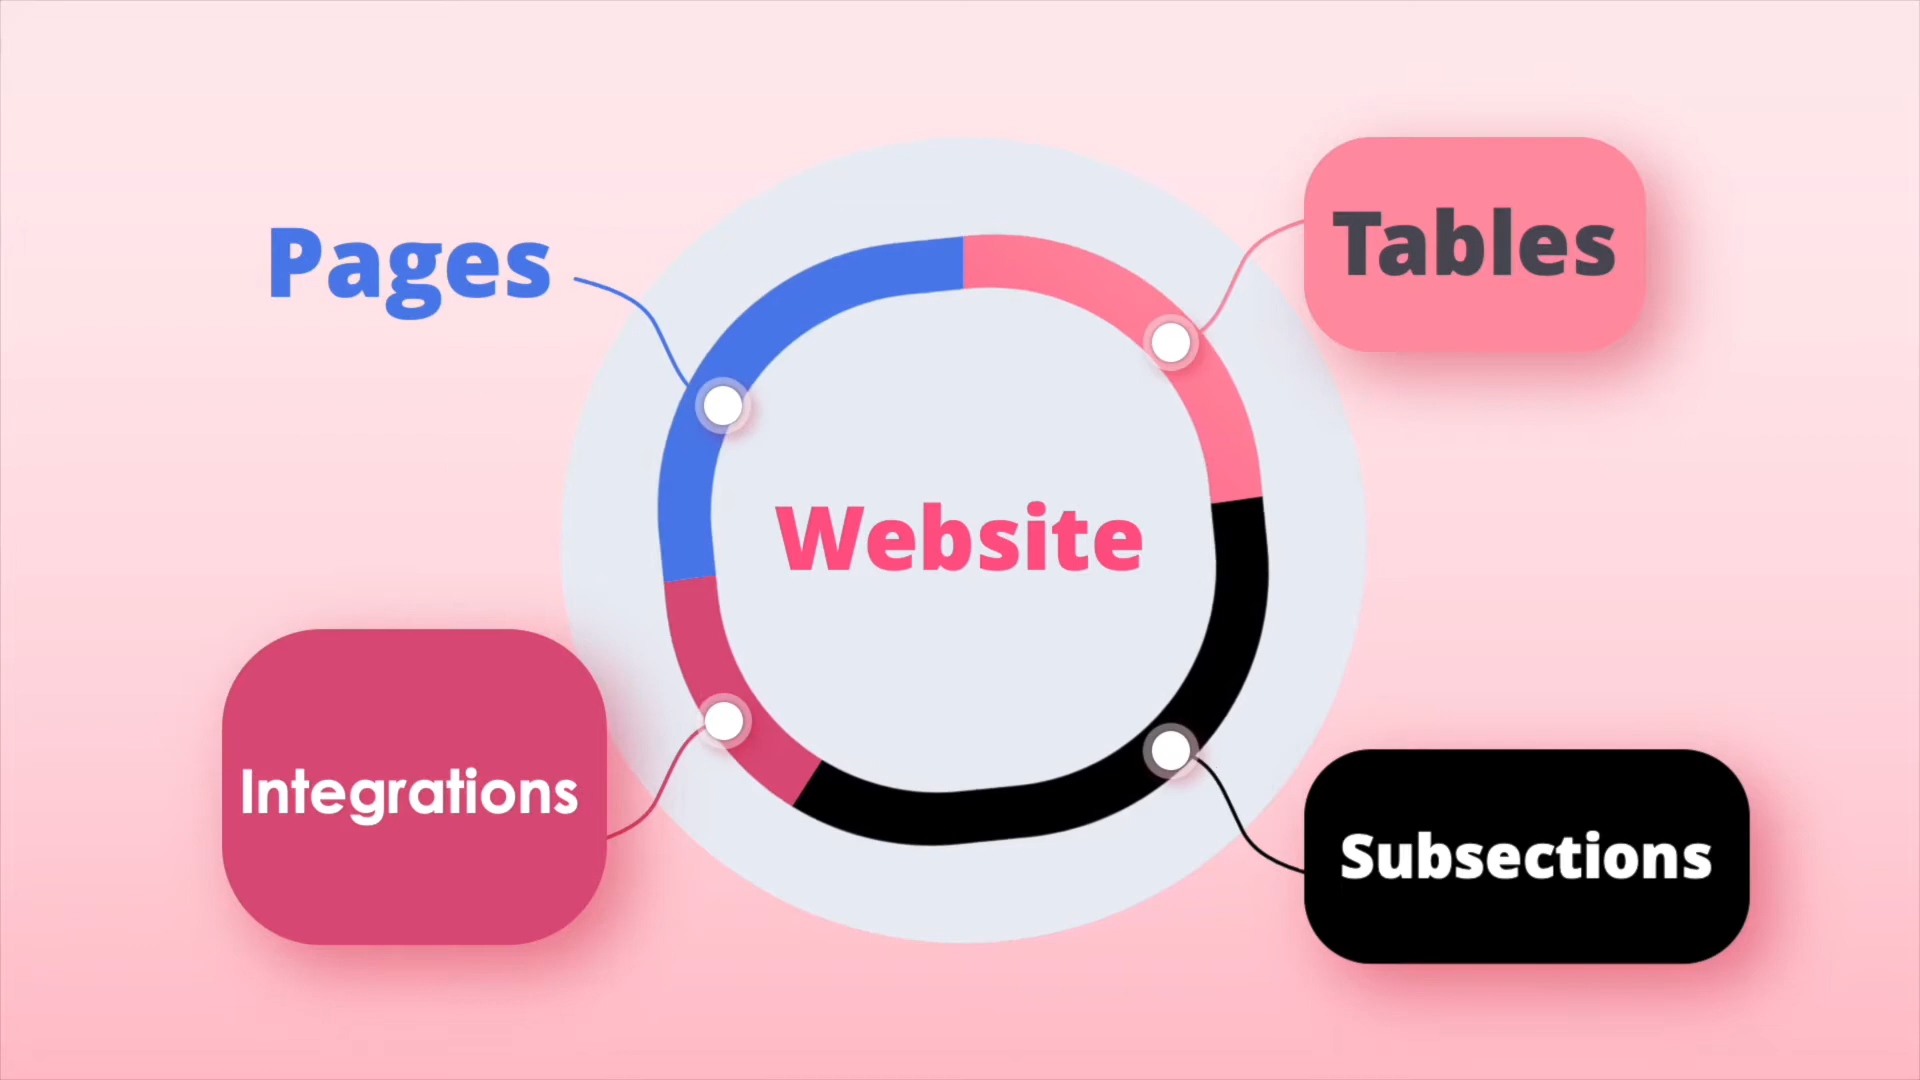 Pages
Tables
Website
Integrations
Subsections